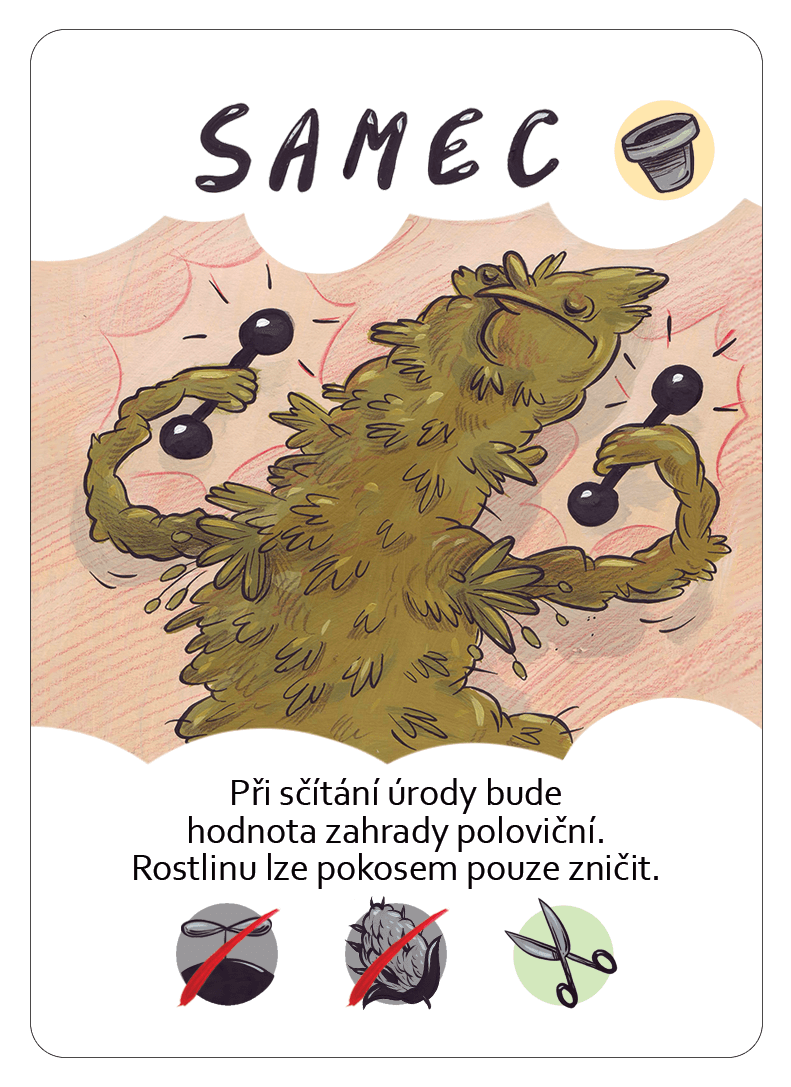 SAMEC
Při sčítání úrody bude
hodnota zahrady poloviční.
Rostlinu lze pokosem pouze zničit.